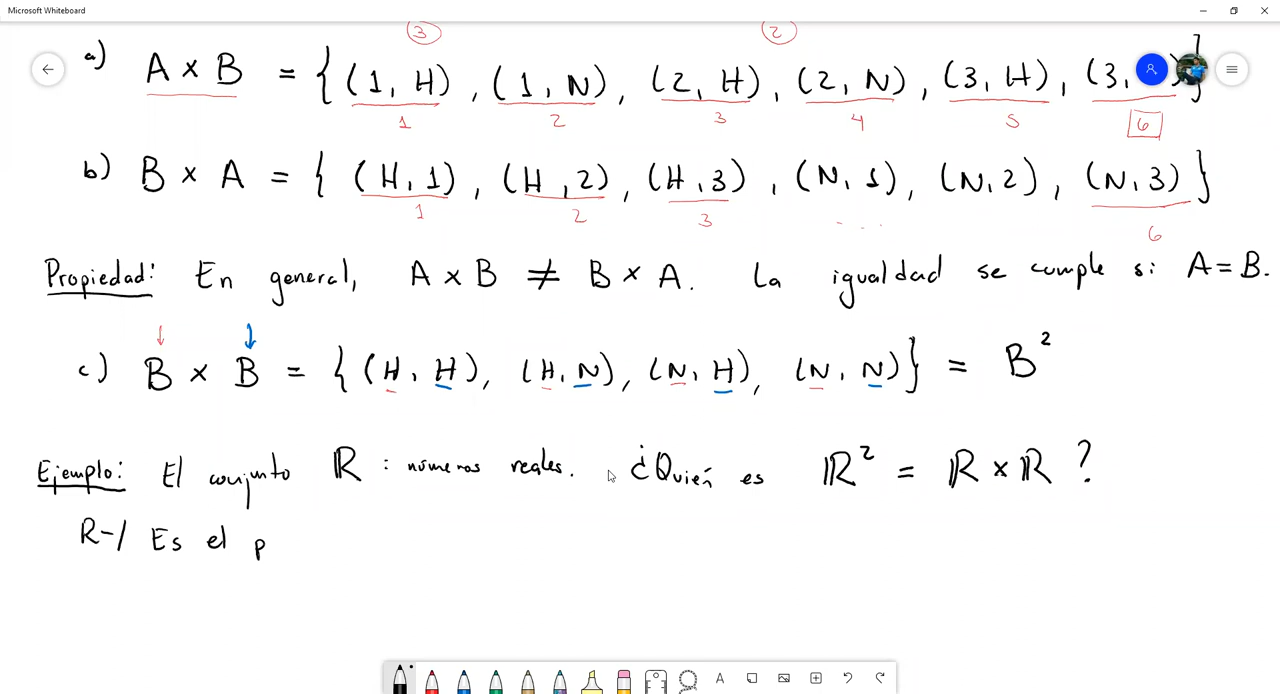 Microsoft Whiteboard
3 2
a) A × B = {(1, H), (1, N), (2, H), (2, N), (3, H), (3, )}
1 2 3 4 5 6
b) B × A = { (H, 1), (H, 2), (H, 3), (N, 1), (N, 2), (N, 3) }
1 2 3 6
Propiedad: En general, A × B ≠ B × A. La igualdad se cumple si A = B.
c) B × B = {(H, H), (H, N), (N, H), (N, N)} = B²
Ejemplo: El conjunto ℝ : números reales. ¿Quién es ℝ² = ℝ × ℝ ?
R-/ Es el p
A